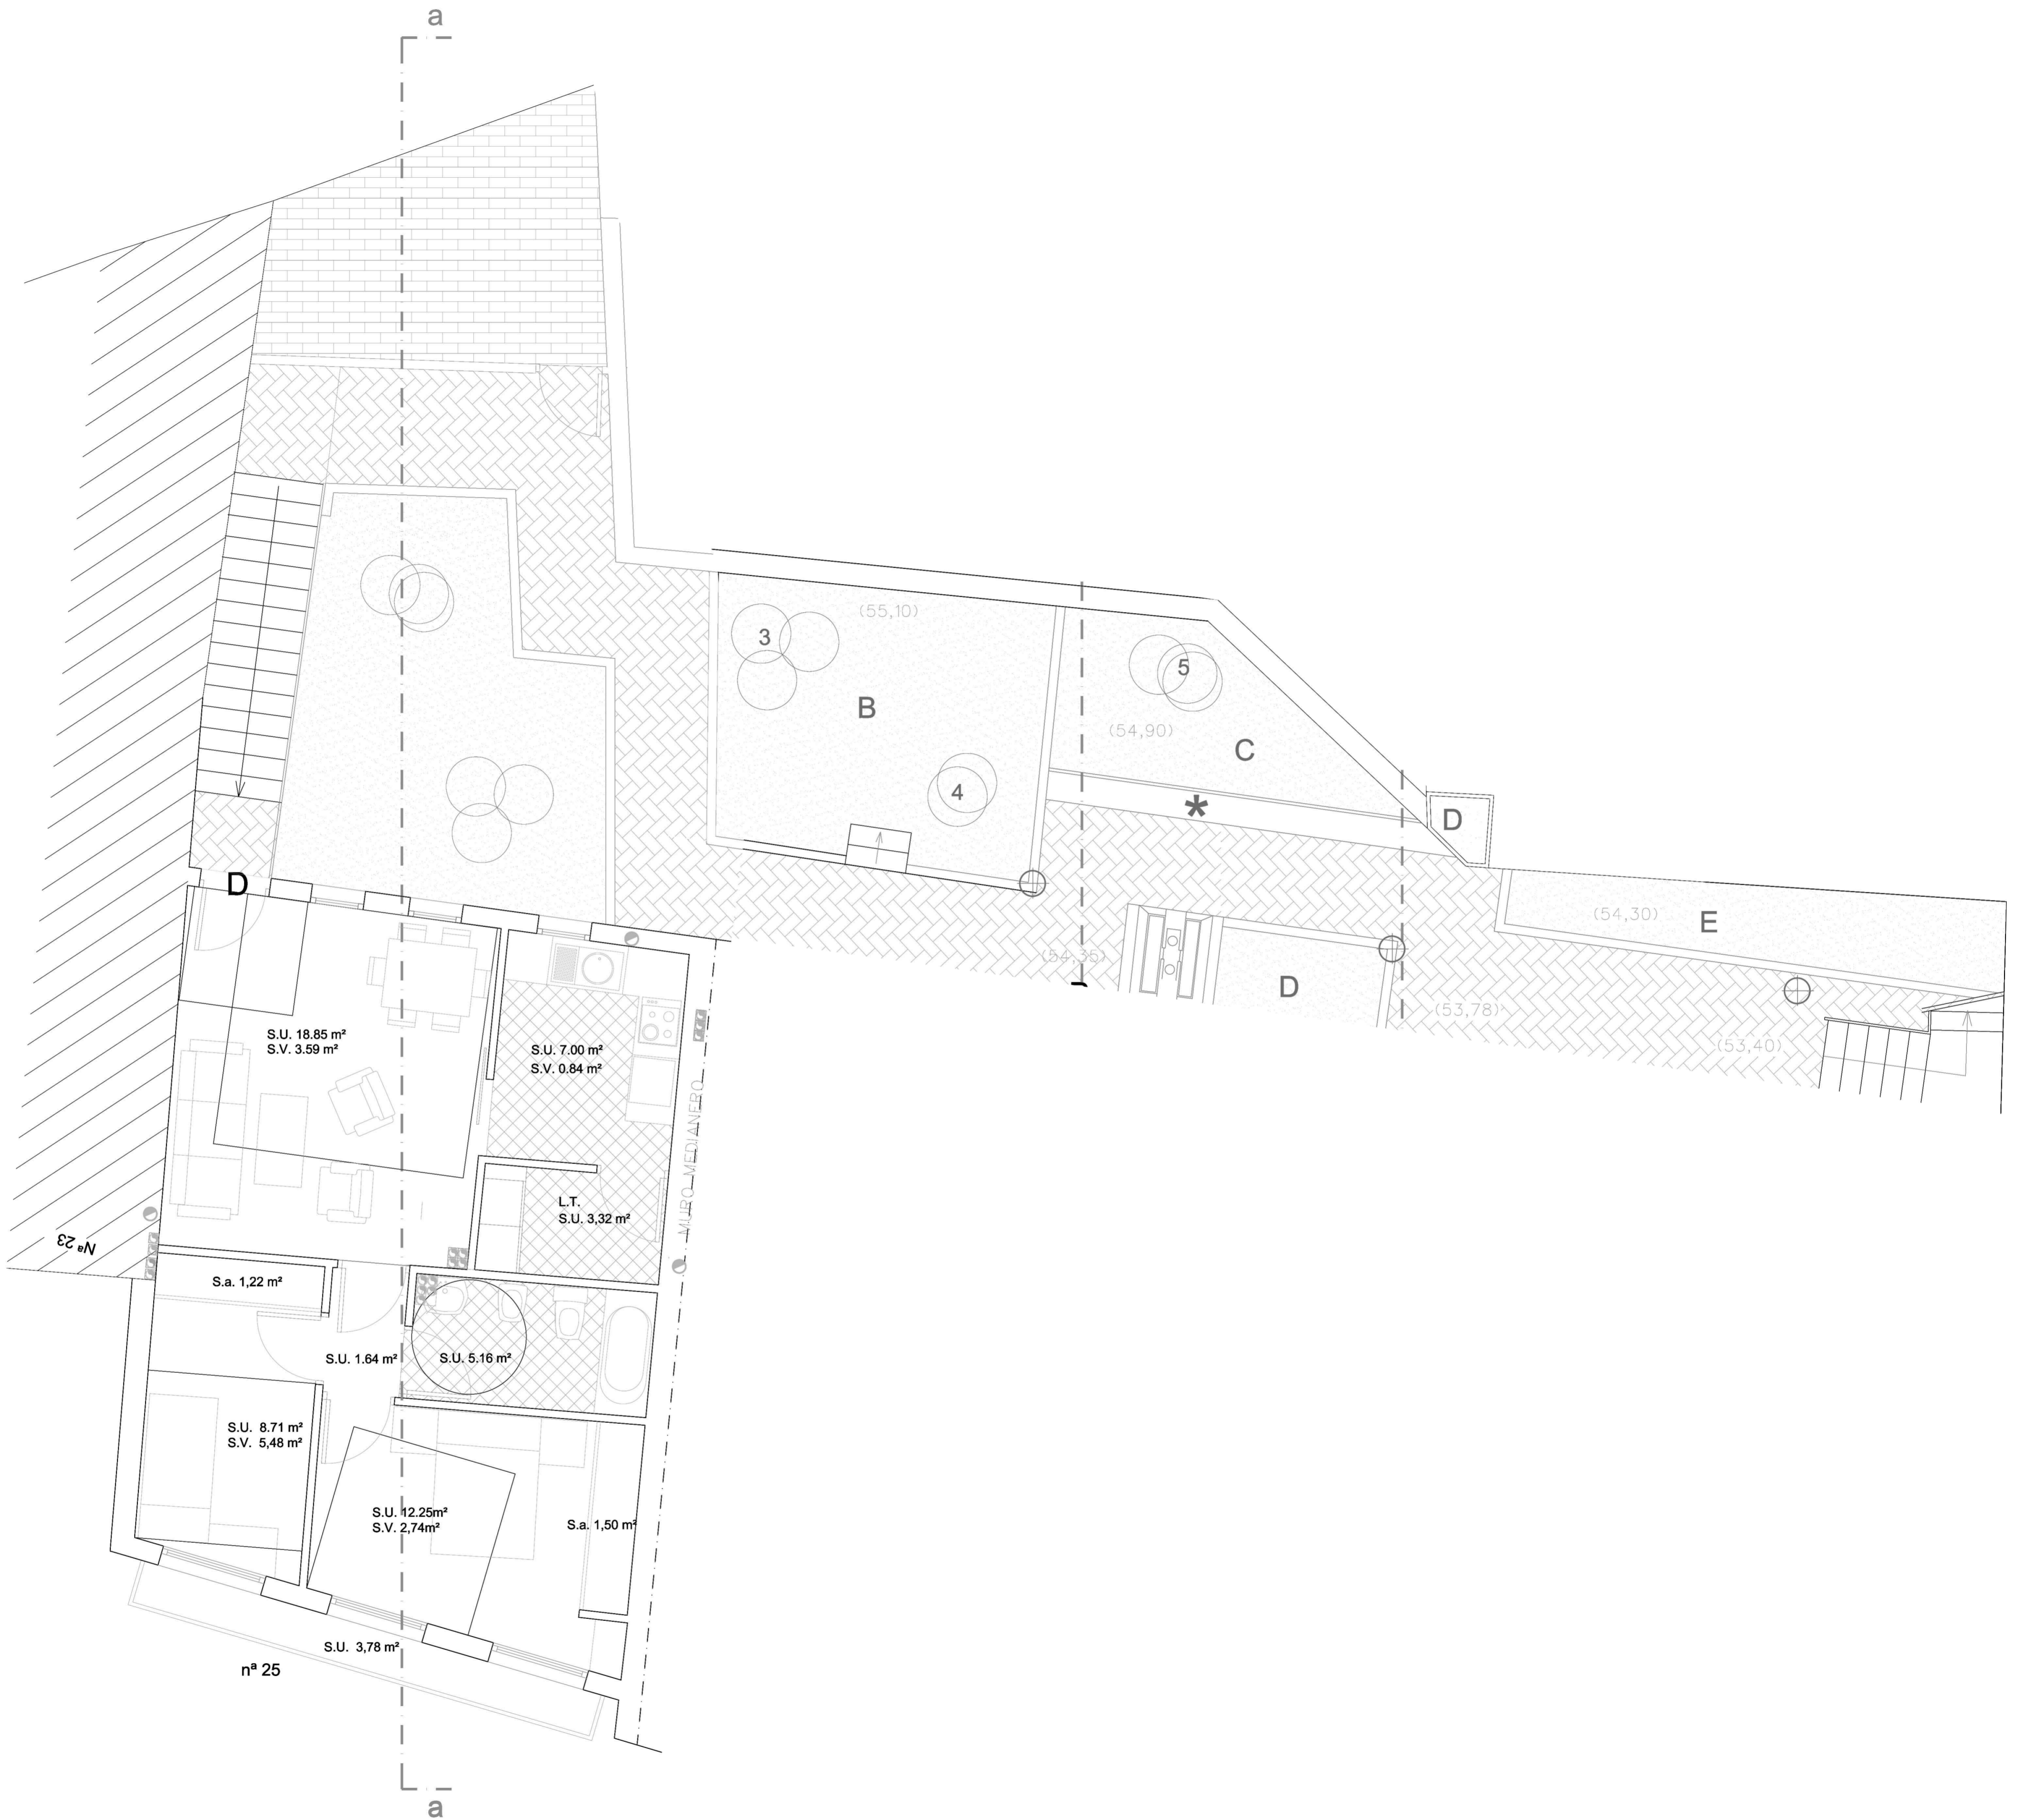 a
(55,10)
3
B
5
(54,90)
C
4
*
D
D
E
(54,30)
(54,35)
D
(53,78)
(53,40)
S.U. 18.85 m²
S.V. 3.59 m²
S.U. 7.00 m²
S.V. 0.84 m²
MURO MEDIANERO
L.T.
S.U. 3,32 m²
Nª 23
S.a. 1,22 m²
S.U. 1.64 m²
S.U. 5.16 m²
S.U. 8.71 m²
S.V. 5,48 m²
S.U. 12.25m²
S.V. 2,74m²
S.a. 1,50 m²
S.U. 3,78 m²
nª 25
a